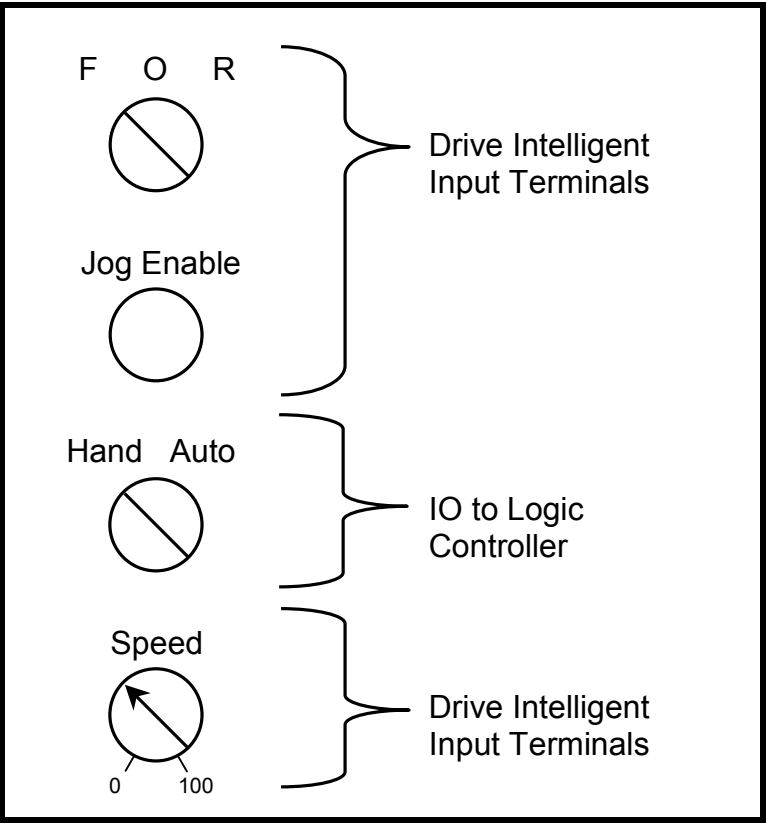 F O R
Drive Intelligent
Input Terminals
Jog Enable
Hand Auto
IO to Logic
Controller
Speed
Drive Intelligent
Input Terminals
0 100